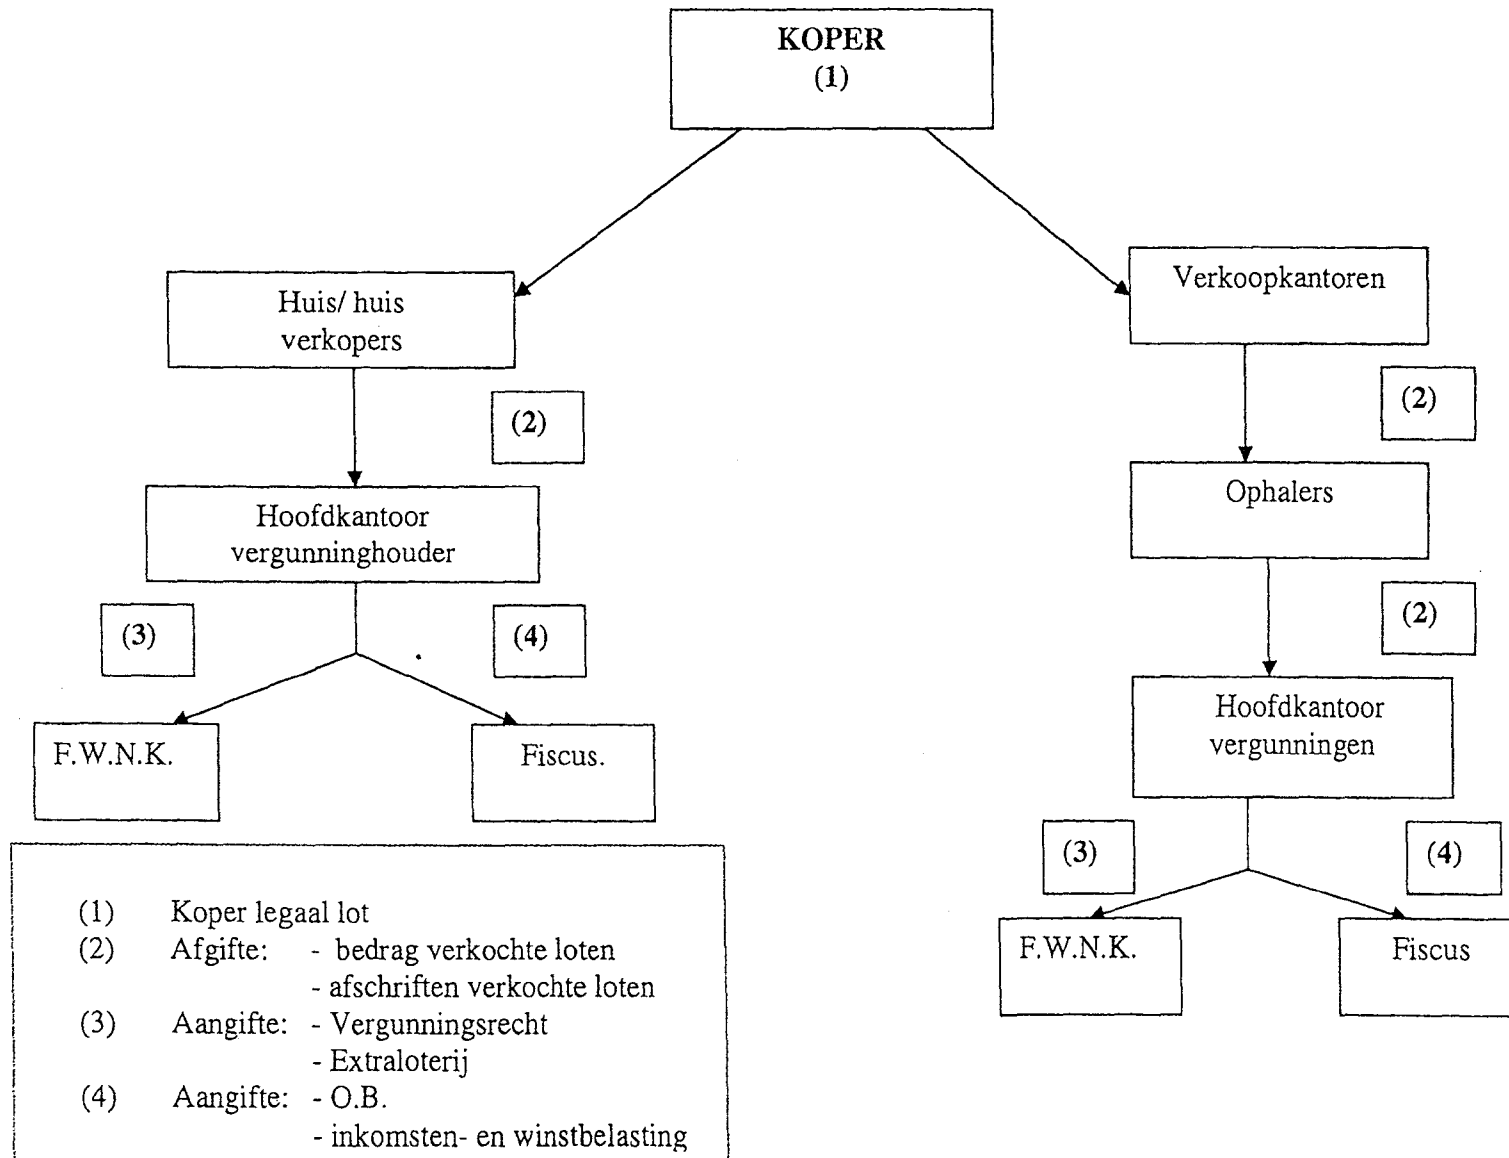 KOPER
(1)
Huis/ huis
verkopers
Verkoopkantoren
(2)
(2)
Hoofdkantoor
vergunninghouder
Ophalers
(3)
(4)
(2)
F.W.N.K.
Fiscus.
Hoofdkantoor
vergunningen
(3)
(4)
F.W.N.K.
Fiscus
(1) Koper legaal lot
(2) Afgifte: - bedrag verkochte loten
- afschriften verkochte loten
(3) Aangifte: - Vergunningsrecht
- Extraloterij
(4) Aangifte: - O.B.
- inkomsten- en winstbelasting